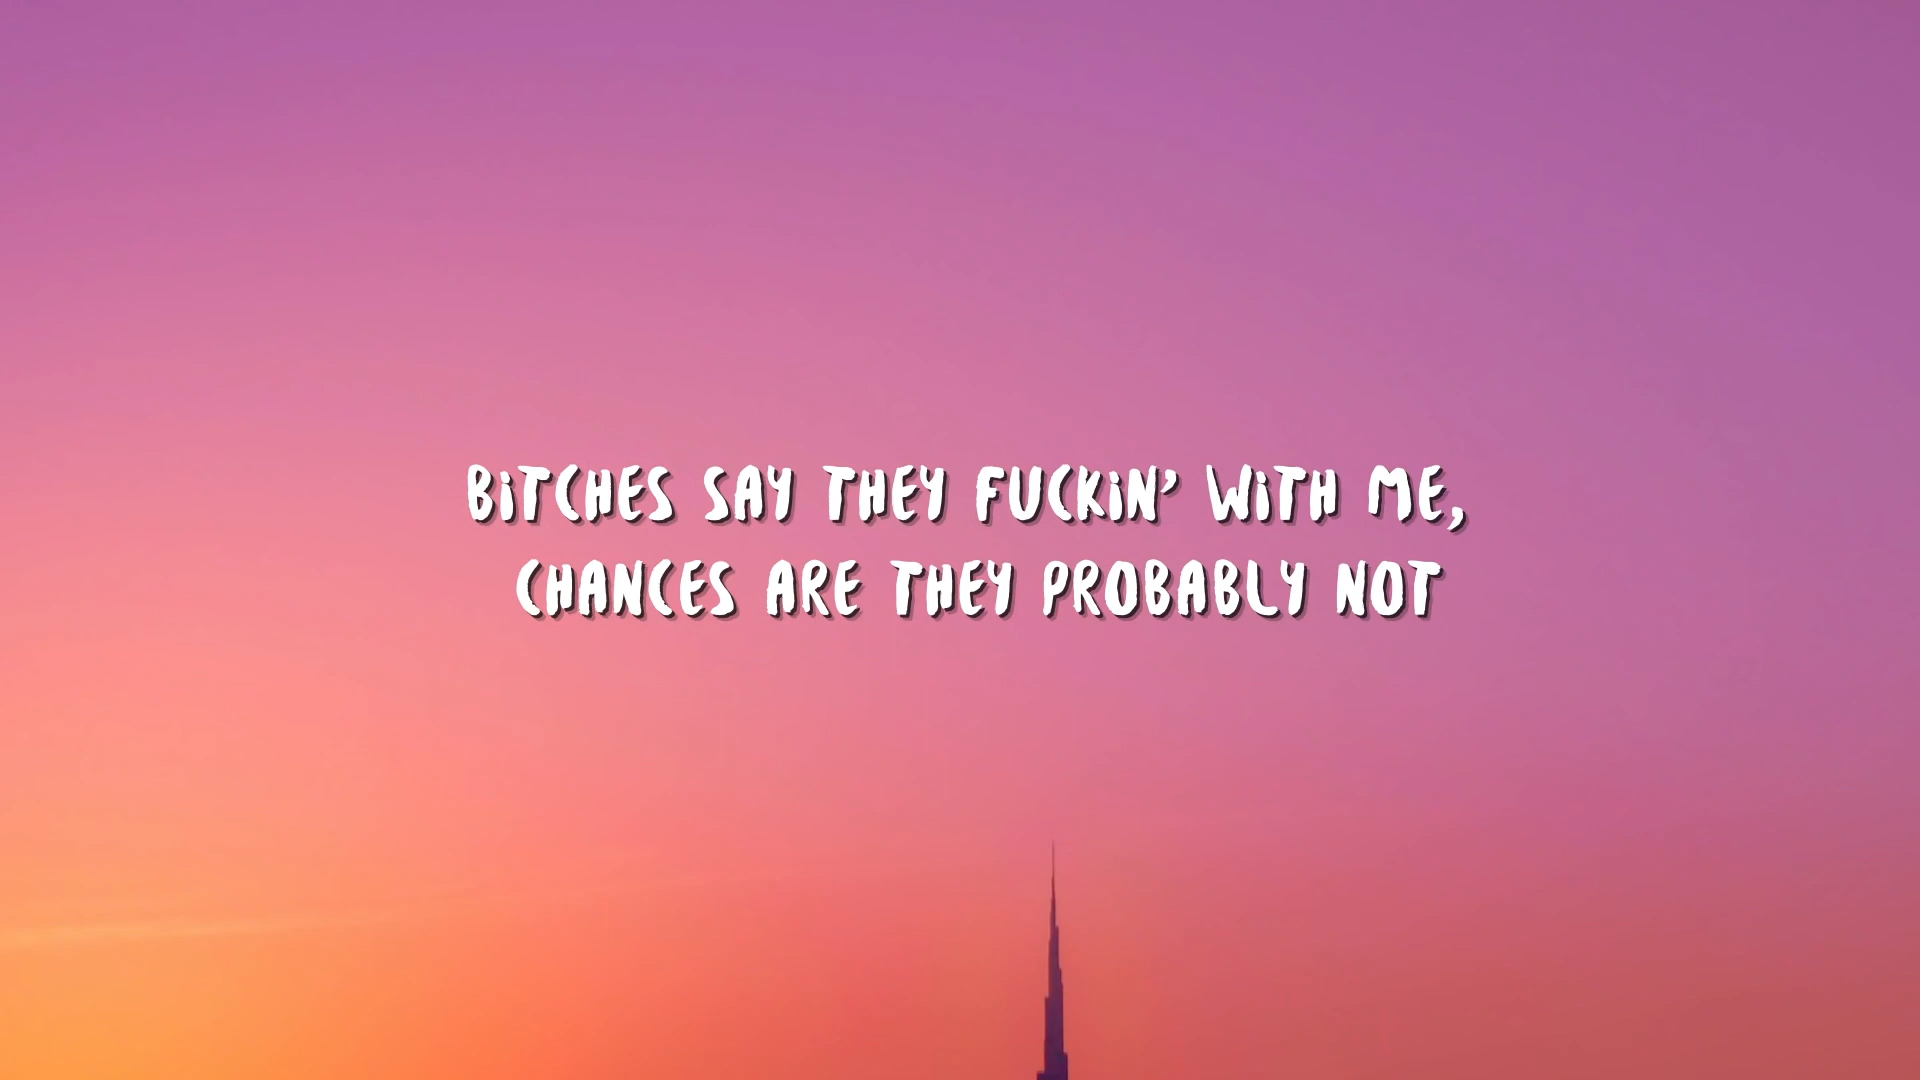 BiTCHES SAY THEY FUCKiN' WiTH ME,
CHANCES ARE THEY PROBABLY NOT